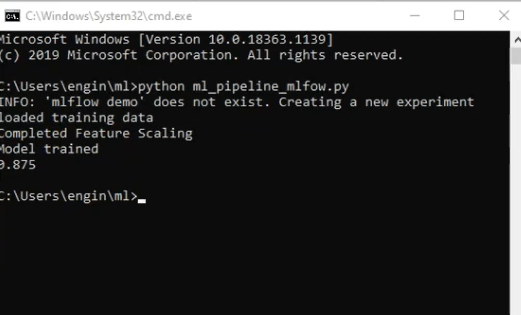 C:\Windows\System32\cmd.exe
Microsoft Windows [Version 10.0.18363.1139]
(c) 2019 Microsoft Corporation. All rights reserved.
C:\Users\engin\ml>python ml_pipeline_mlfow.py
INFO: 'mlflow demo' does not exist. Creating a new experiment
loaded training data
Completed Feature Scaling
Model trained
0.875
C:\Users\engin\ml>